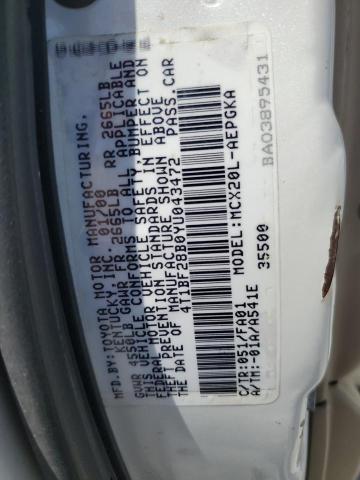 MFD.BY:TOYOTA MOTOR MANUFACTURING,
KENTUCKY, INC. 01/00
GVWR 4550LB GAWR FR 2665LB RR 2665LB
THIS VEHICLE CONFORMS TO ALL APPLICABLE
FEDERAL MOTOR VEHICLE SAFETY, BUMPER AND
THEFT PREVENTION STANDARDS IN EFFECT ON
THE DATE OF MANUFACTURE SHOWN ABOVE.
4T1BF28B0YU043472 PASS.CAR
C/TR:051/FA01 MODEL:MCX20L-AEPGKA
A/TM:-01A/A541E 35500
BA03895431